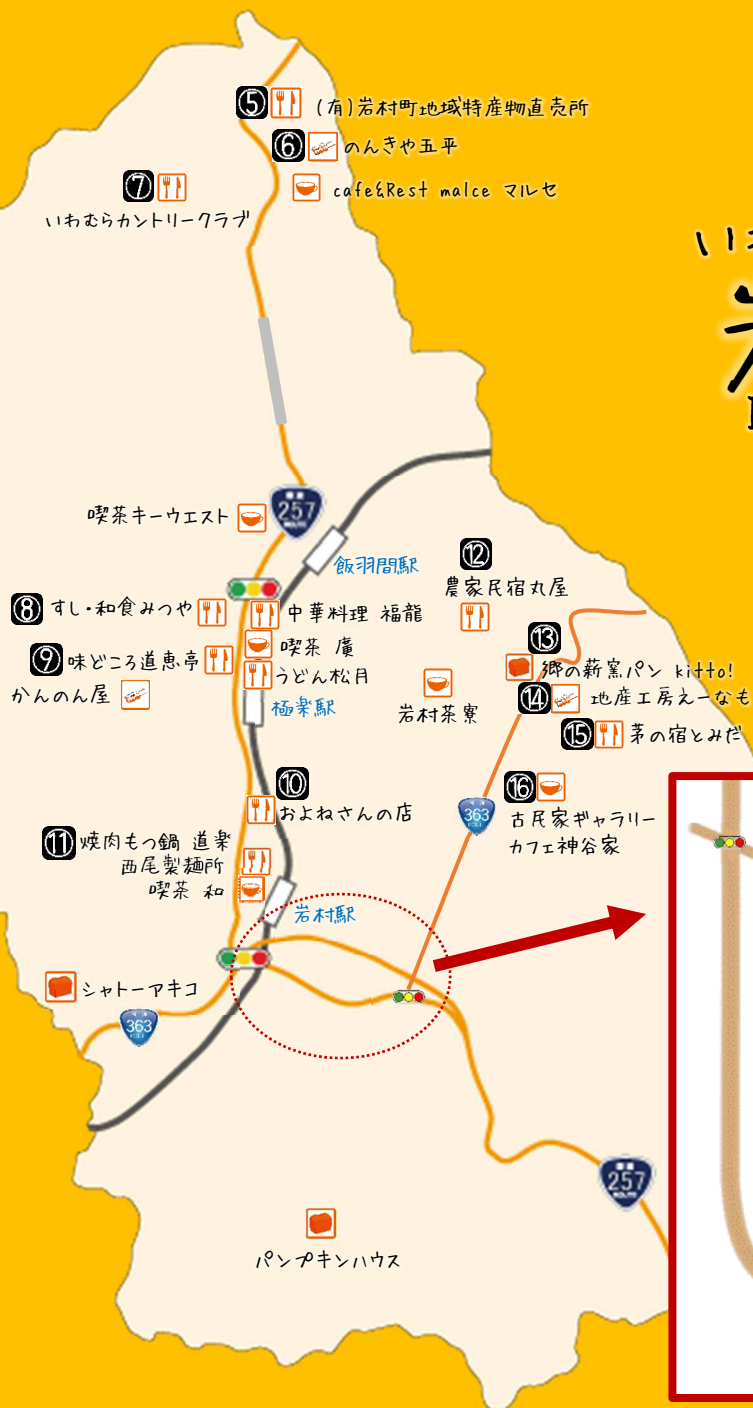 ⑤ (有)岩村町地域特産物直売所
⑥ のんきや五平
⑦
cafe&Rest malce マルセ
いわむらカントリークラブ
いわ
257
喫茶キーウエスト
飯羽間駅
⑫
農家民宿丸屋
⑧ すし・和食みつや
中華料理 福龍
喫茶 廣
⑨ 味どころ道恵亭
うどん松月
かんのん屋
極楽駅
岩村茶寮
⑬
郷の薪窯パン kitto!
⑭ 地産工房えーなも
⑮ 茅の宿とみだ
⑩
およねさんの店
⑯
363
古民家ギャラリー
カフェ神谷家
⑪ 焼肉もつ鍋 道楽
西尾製麺所
喫茶 和
岩村駅
シャトーアキコ
363
257
ROUTE
パンプキンハウス